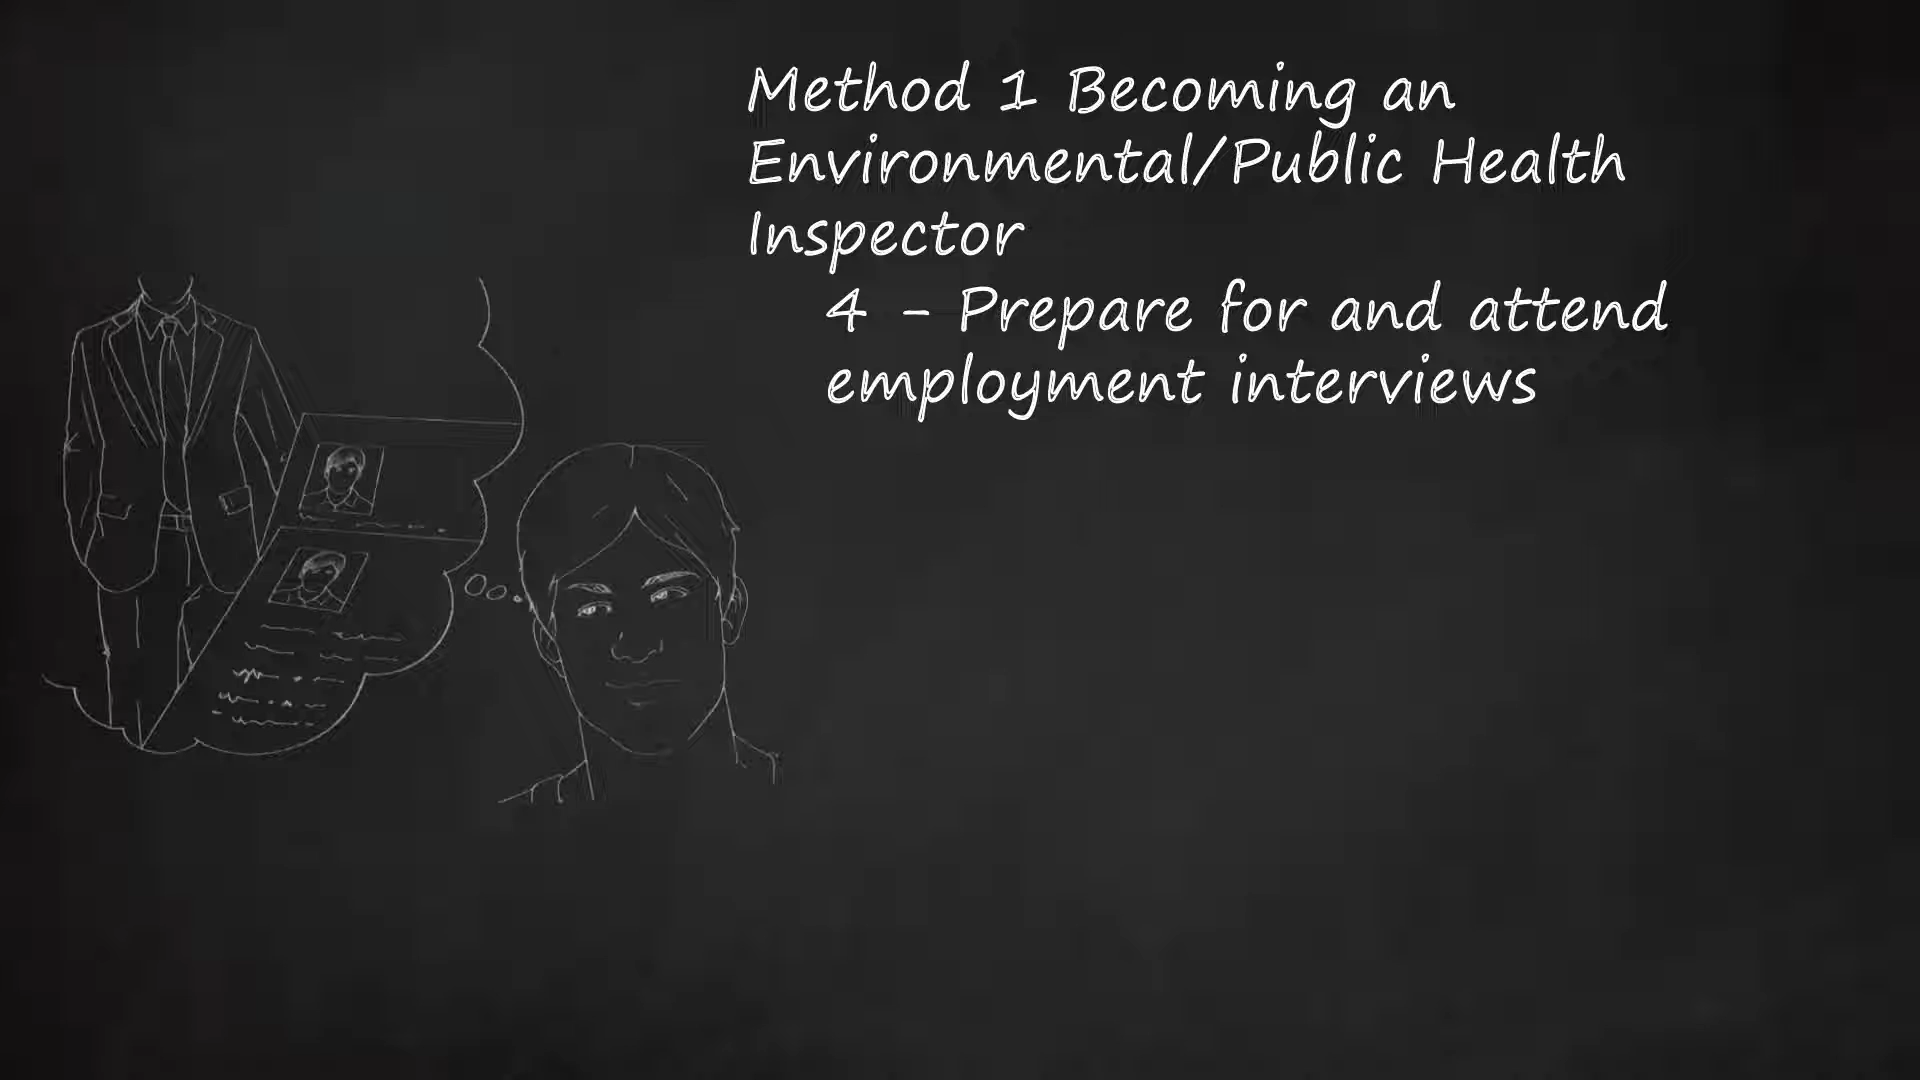 Method 1 Becoming an
Environmental/Public Health
Inspector
4 - Prepare for and attend
employment interviews